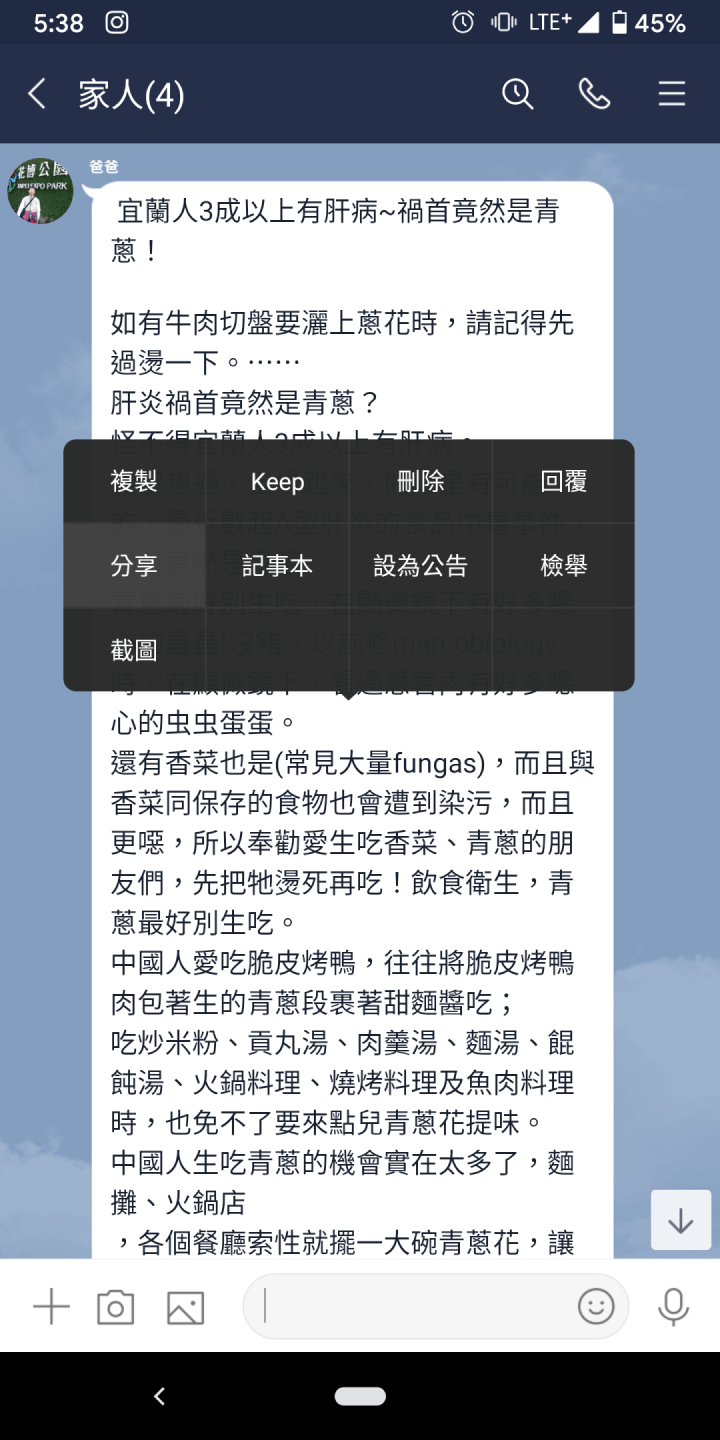 5:38
LTE+ 45%
家人(4)
爸爸
宜蘭人3成以上有肝病~禍首竟然是青
蔥！
如有牛肉切盤要灑上蔥花時，請記得先
過燙一下。……
肝炎禍首竟然是青蔥？
怪不得宜蘭人3成以上有肝病。
複製 Keep 刪除 回覆
分享 記事本 設為公告 檢舉
截圖
心的虫虫蛋蛋。
還有香菜也是(常見大量fungas)，而且與
香菜同保存的食物也會遭到染污，而且
更噁，所以奉勸愛生吃香菜、青蔥的朋
友們，先把牠燙死再吃！飲食衛生，青
蔥最好別生吃。
中國人愛吃脆皮烤鴨，往往將脆皮烤鴨
肉包著生的青蔥段裹著甜麵醬吃；
吃炒米粉、貢丸湯、肉羹湯、麵湯、餛
飩湯、火鍋料理、燒烤料理及魚肉料理
時，也免不了要來點兒青蔥花提味。
中國人生吃青蔥的機會實在太多了，麵
攤、火鍋店
，各個餐廳索性就擺一大碗青蔥花，讓